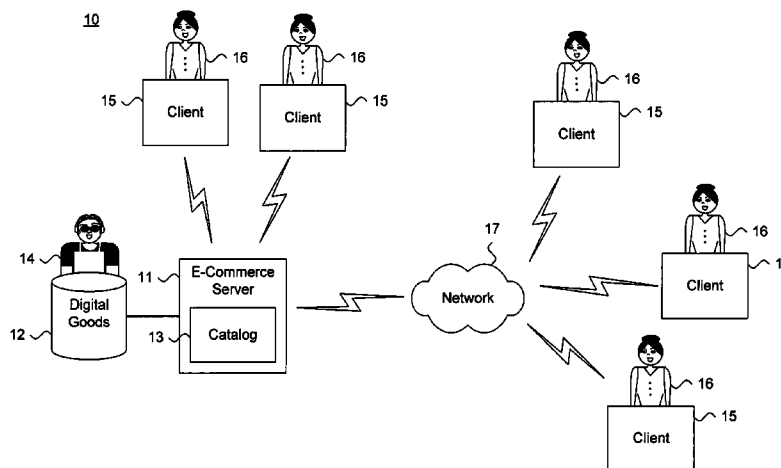 10
16
16
15
Client
Client
15
16
Client
15
17
14
11
E-Commerce
Server
Digital
Goods
12
13
Catalog
Network
16
Client
1
16
Client
15